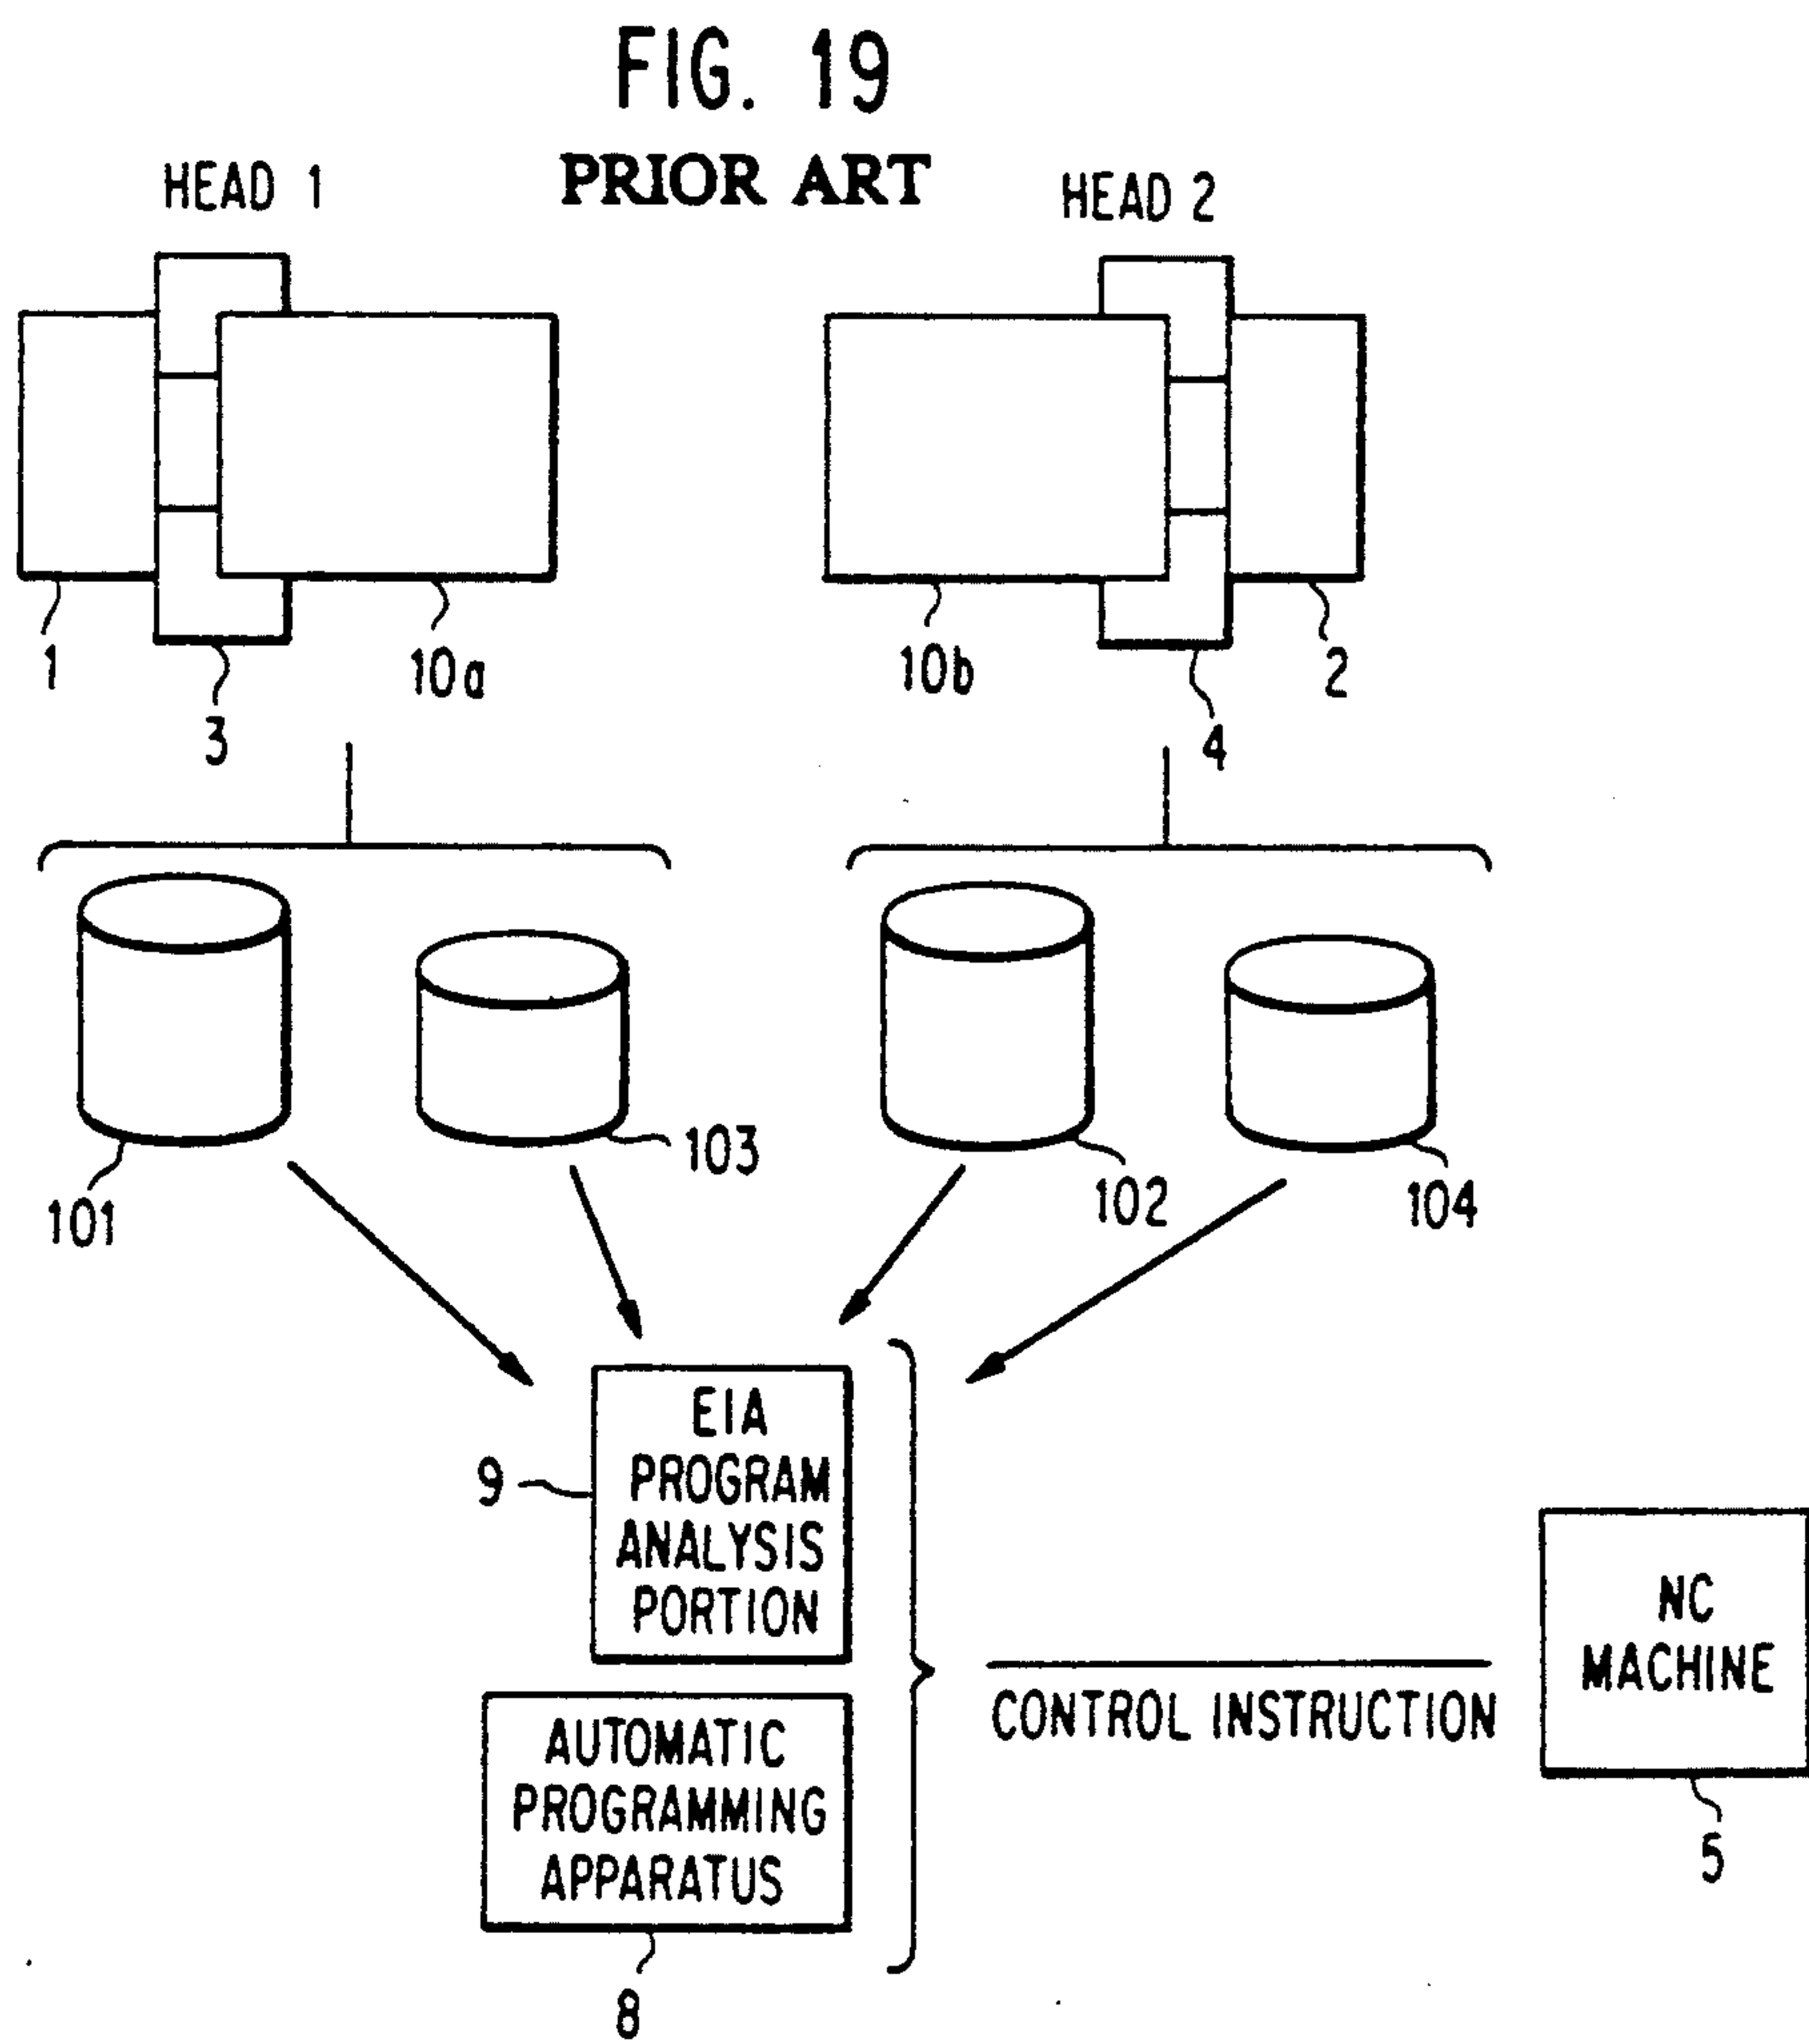 FIG. 19
PRIOR ART
HEAD 1
HEAD 2
1
3
10a
10b
4
2
101
103
102
104
9
EIA
PROGRAM
ANALYSIS
PORTION
AUTOMATIC
PROGRAMMING
APPARATUS
8
CONTROL INSTRUCTION
NC
MACHINE
5